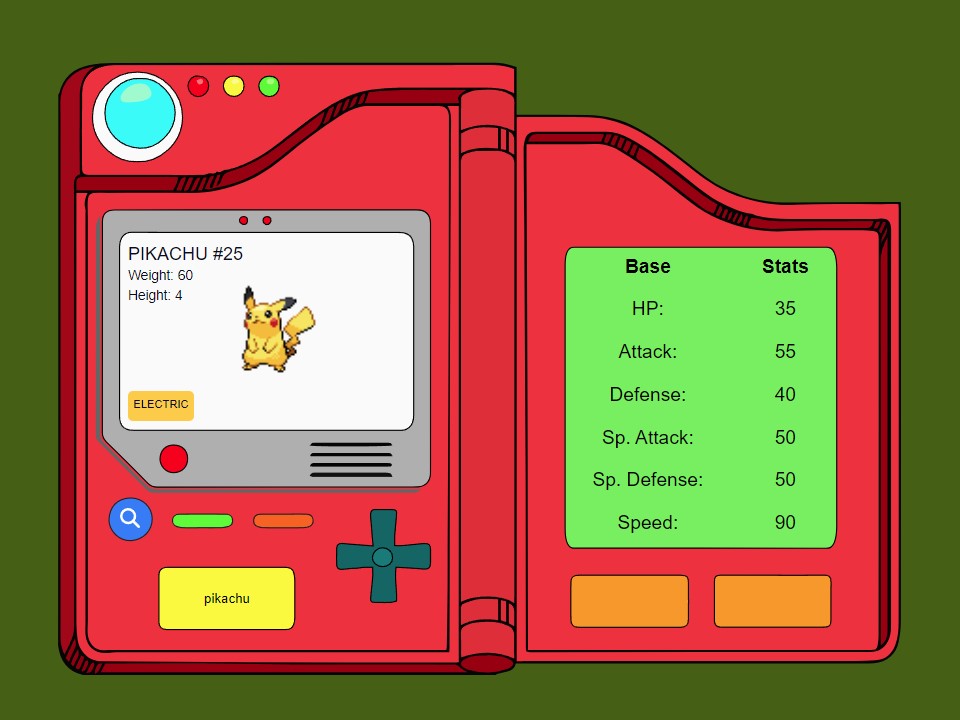 PIKACHU #25
Weight: 60
Height: 4
ELECTRIC
pikachu
Base Stats
HP: 35
Attack: 55
Defense: 40
Sp. Attack: 50
Sp. Defense: 50
Speed: 90